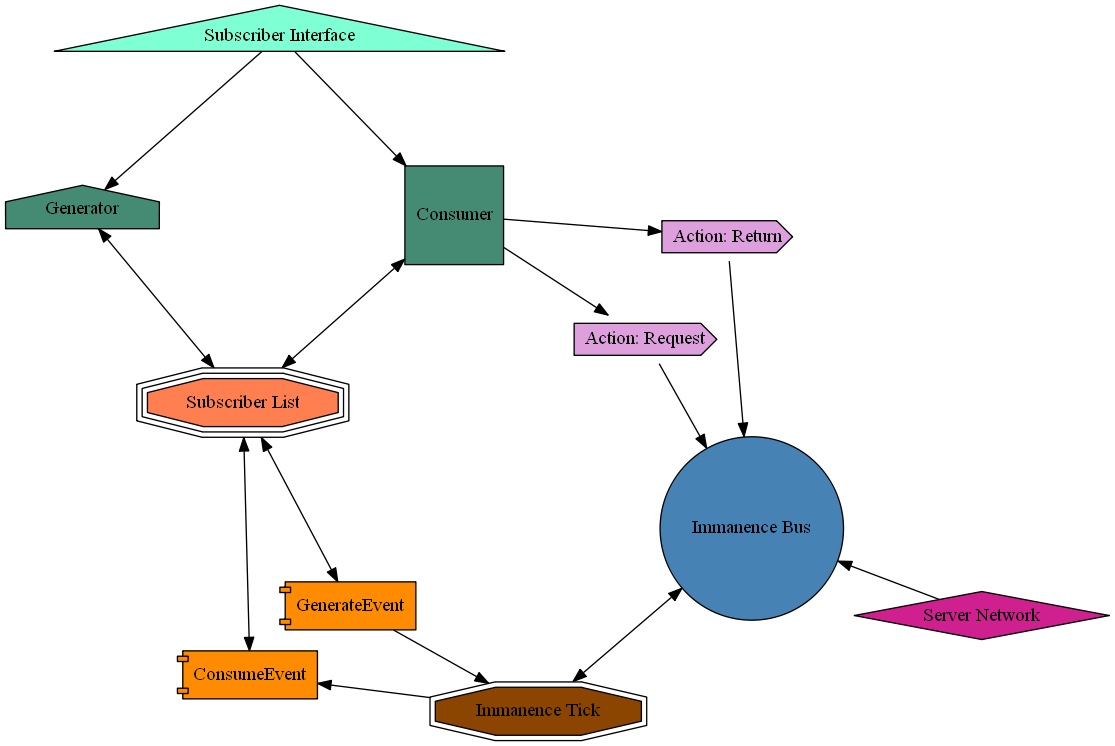 Subscriber Interface
Generator
Consumer
Action: Return
Action: Request
Subscriber List
Immanence Bus
GenerateEvent
Server Network
ConsumeEvent
Immanence Tick